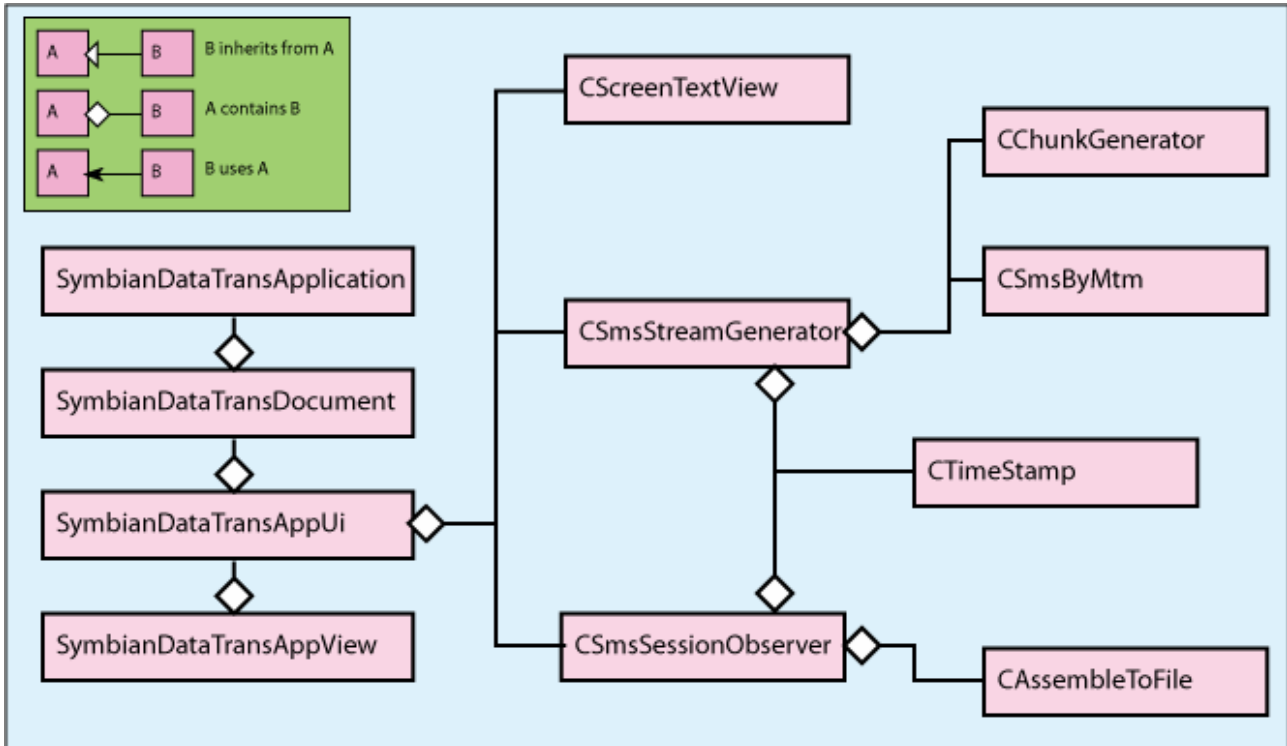 A B B inherits from A
A B A contains B
A B B uses A
SymbianDataTransApplication
SymbianDataTransDocument
SymbianDataTransAppUi
SymbianDataTransAppView
CScreenTextView
CSmsStreamGenerator
CSmsSessionObserver
CChunkGenerator
CSmsByMtm
CTimeStamp
CAssembleToFile